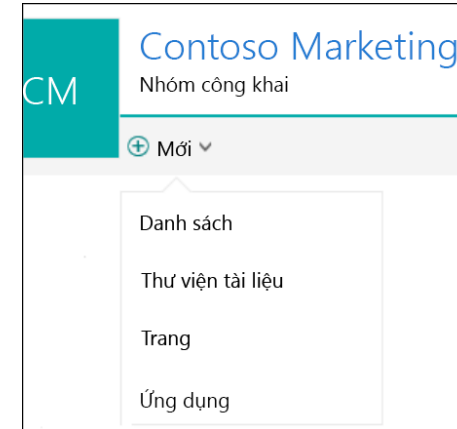 CM
Contoso Marketing
Nhóm công khai
Mới
Danh sách
Thư viện tài liệu
Trang
Ứng dụng